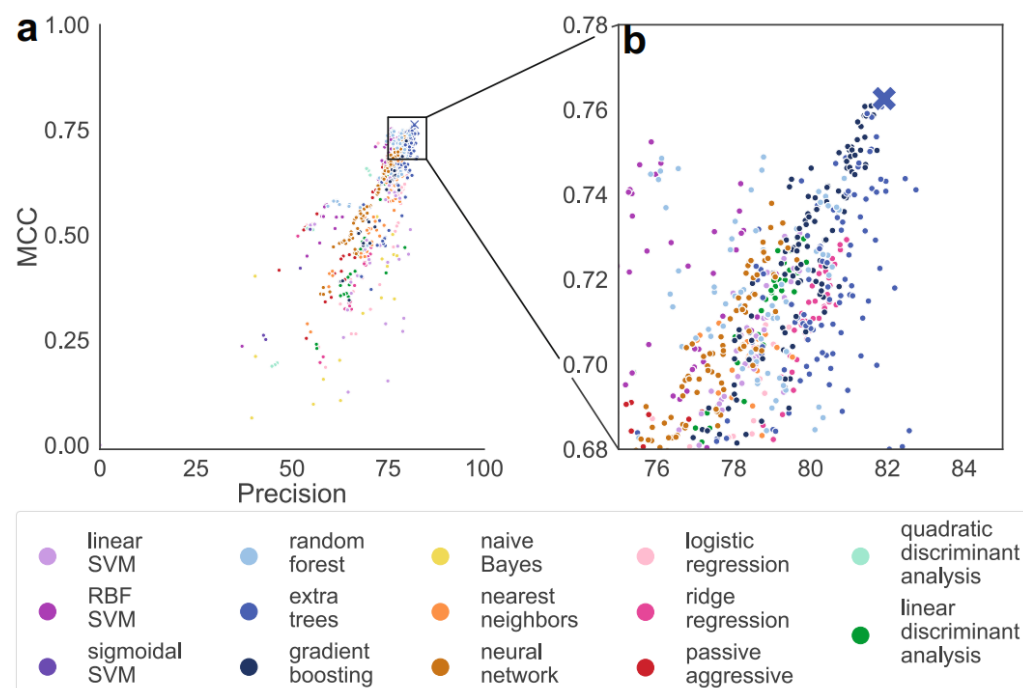 a
1.00
0.75
0.50
0.25
0.00
MCC
0 25 50 75 100
Precision
b
0.78
0.76
0.74
0.72
0.70
0.68
76 78 80 82 84
linear
SVM
RBF
SVM
sigmoidal
SVM
random
forest
extra
trees
gradient
boosting
naive
Bayes
nearest
neighbors
neural
network
logistic
regression
ridge
regression
passive
aggressive
quadratic
discriminant
analysis
linear
discriminant
analysis